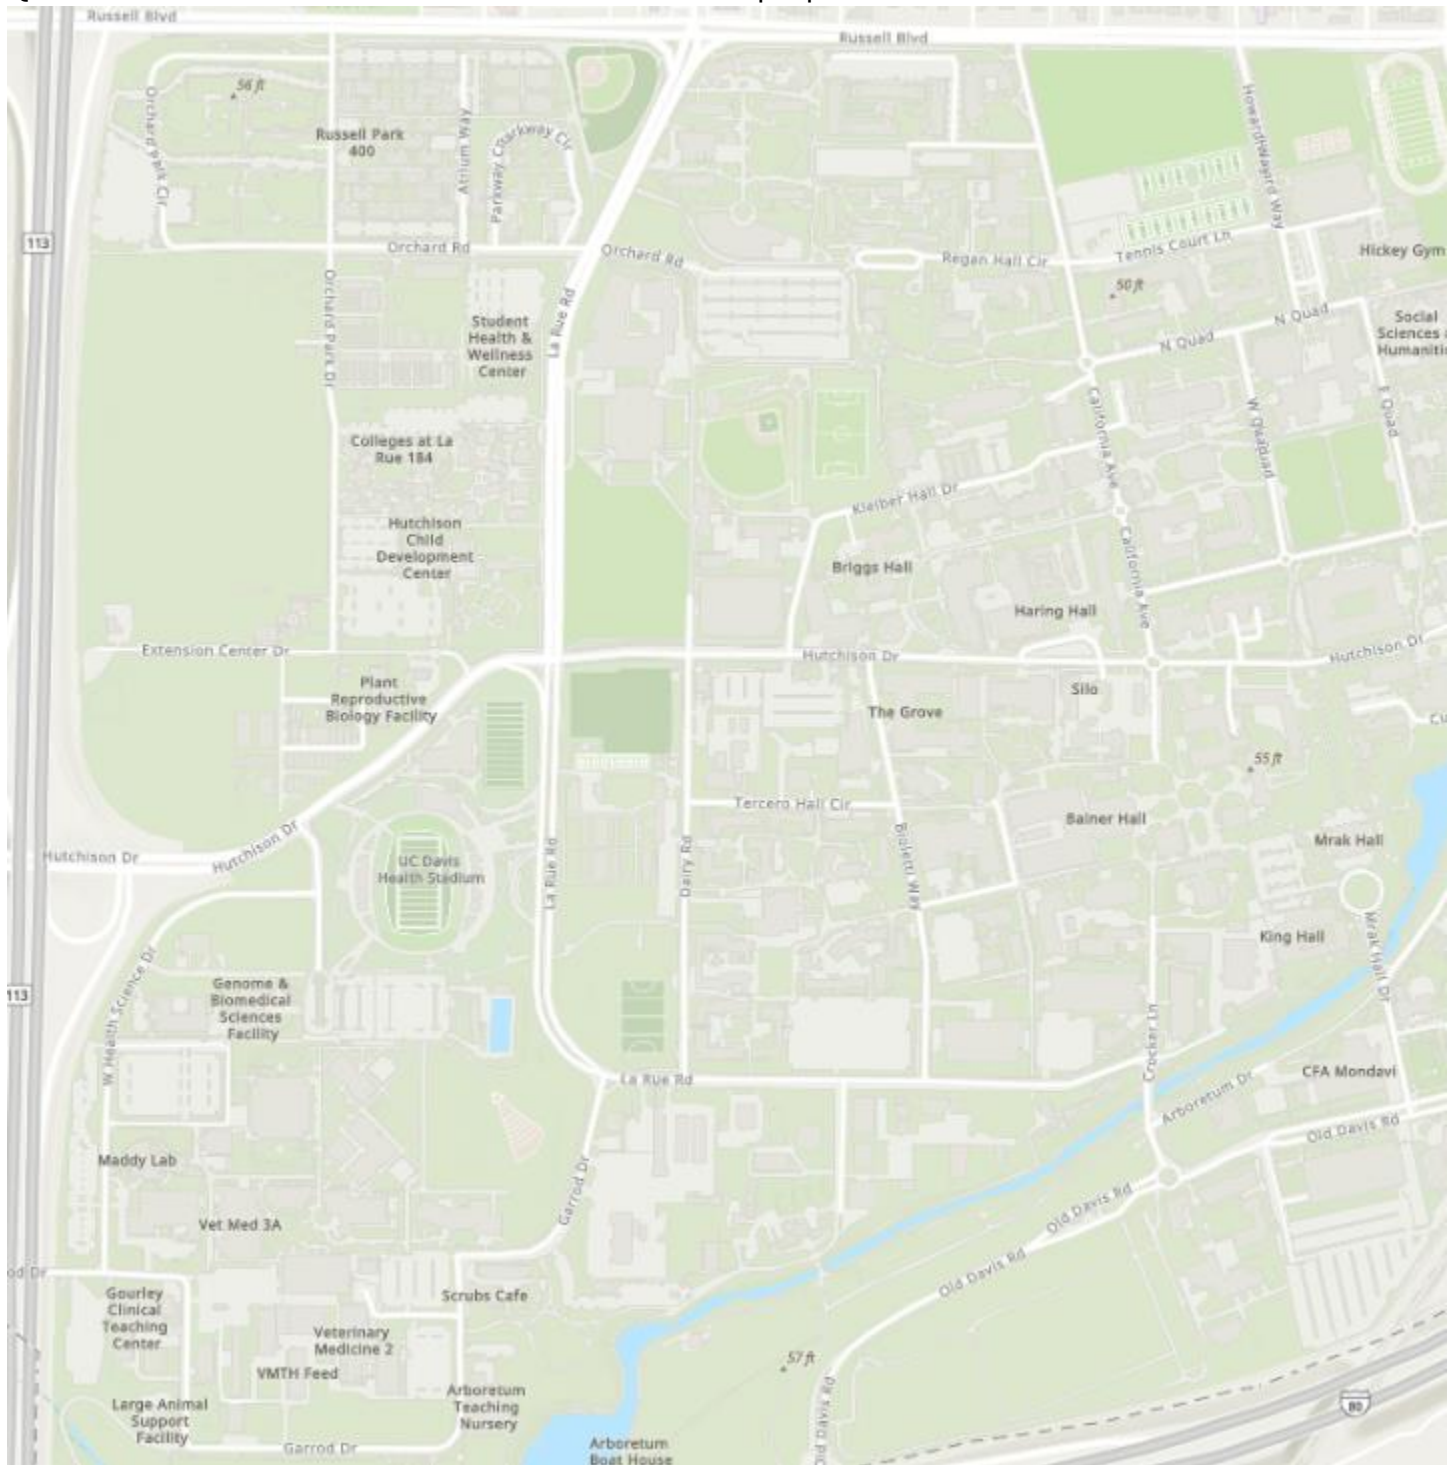 Russell Blvd
Russell Blvd
56 ft
Orchard Park Cir
Russell Park
400
Atrium Way
Parkway Cir
Parkway Cir
Howard Way
113
Orchard Rd
Orchard Rd
Regan Hall Cir
Tennis Court Ln
Hickey Gym
50 ft
Orchard Park Dr
La Rue Rd
Student
Health &
Wellness
Center
N Quad
N Quad
Social
Sciences
Humaniti
California Ave
W Quad
E Quad
Colleges at La
Rue 184
Kleiber Hall Dr
Hutchison
Child
Development
Center
Briggs Hall
California Ave
Haring Hall
Extension Center Dr
Hutchison Dr
Hutchison Dr
Plant
Reproductive
Biology Facility
Silo
The Grove
Cu
55 ft
Tercero Hall Cir
Bainer Hall
Mrak Hall
Hutchison Dr
Hutchison Dr
UC Davis
Health Stadium
La Rue Rd
Dairy Rd
Bioletti Way
King Hall
Mrak Hall Dr
113
W Health Science Dr
Genome &
Biomedical
Sciences
Facility
Crocker Ln
La Rue Rd
CFA Mondavi
Arboretum Dr
Old Davis Rd
Maddy Lab
Garrod Dr
Vet Med 3A
Old Davis Rd
Old Davis Rd
od Dr
Gourley
Clinical
Teaching
Center
Scrubs Cafe
Veterinary
Medicine 2
VMTH Feed
57 ft
Large Animal
Support
Facility
Arboretum
Teaching
Nursery
Old Davis Rd
80
Garrod Dr
Arboretum
Boat House